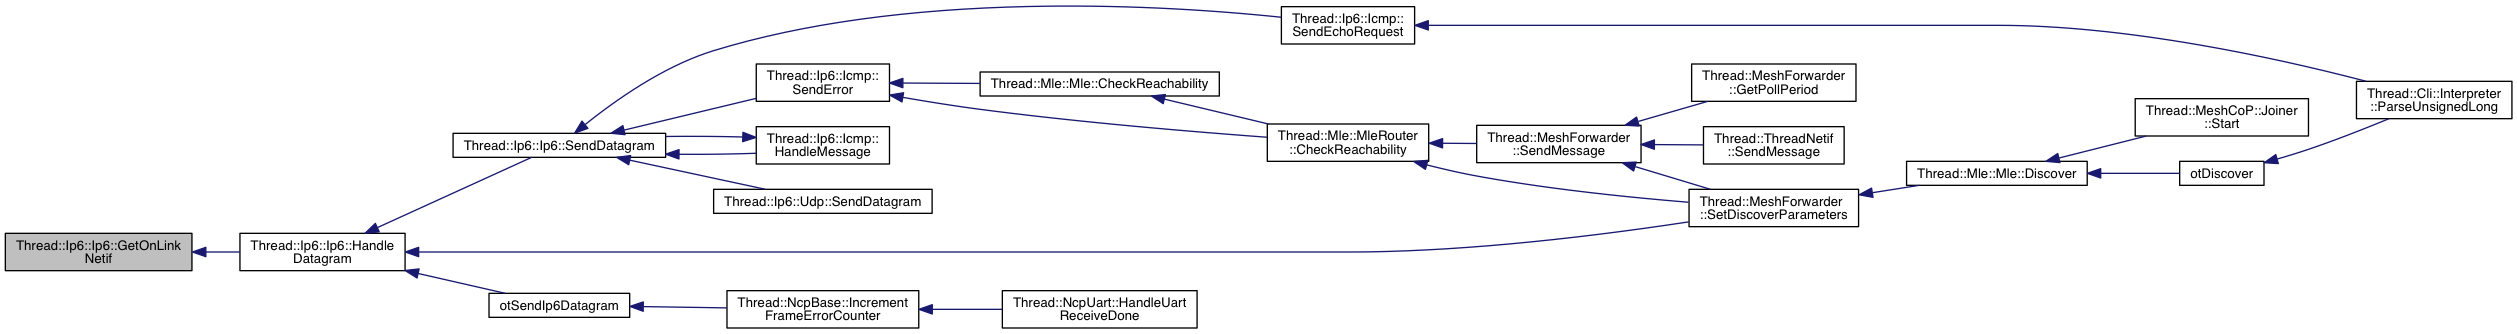 Thread::Ip6::Ip6::GetOnLink
Netif
Thread::Ip6::Ip6::Handle
Datagram
Thread::Ip6::Ip6::SendDatagram
Thread::Ip6::Icmp::
SendEchoRequest
Thread::Cli::Interpreter
::ParseUnsignedLong
Thread::Ip6::Icmp::
SendError
Thread::Mle::Mle::CheckReachability
Thread::Mle::MleRouter
::CheckReachability
Thread::MeshForwarder
::SendMessage
Thread::MeshForwarder
::GetPollPeriod
Thread::ThreadNetif
::SendMessage
Thread::MeshForwarder
::SetDiscoverParameters
Thread::Mle::Mle::Discover
Thread::MeshCoP::Joiner
::Start
otDiscover
Thread::Ip6::Icmp::
HandleMessage
Thread::Ip6::Udp::SendDatagram
otSendIp6Datagram
Thread::NcpBase::Increment
FrameErrorCounter
Thread::NcpUart::HandleUart
ReceiveDone